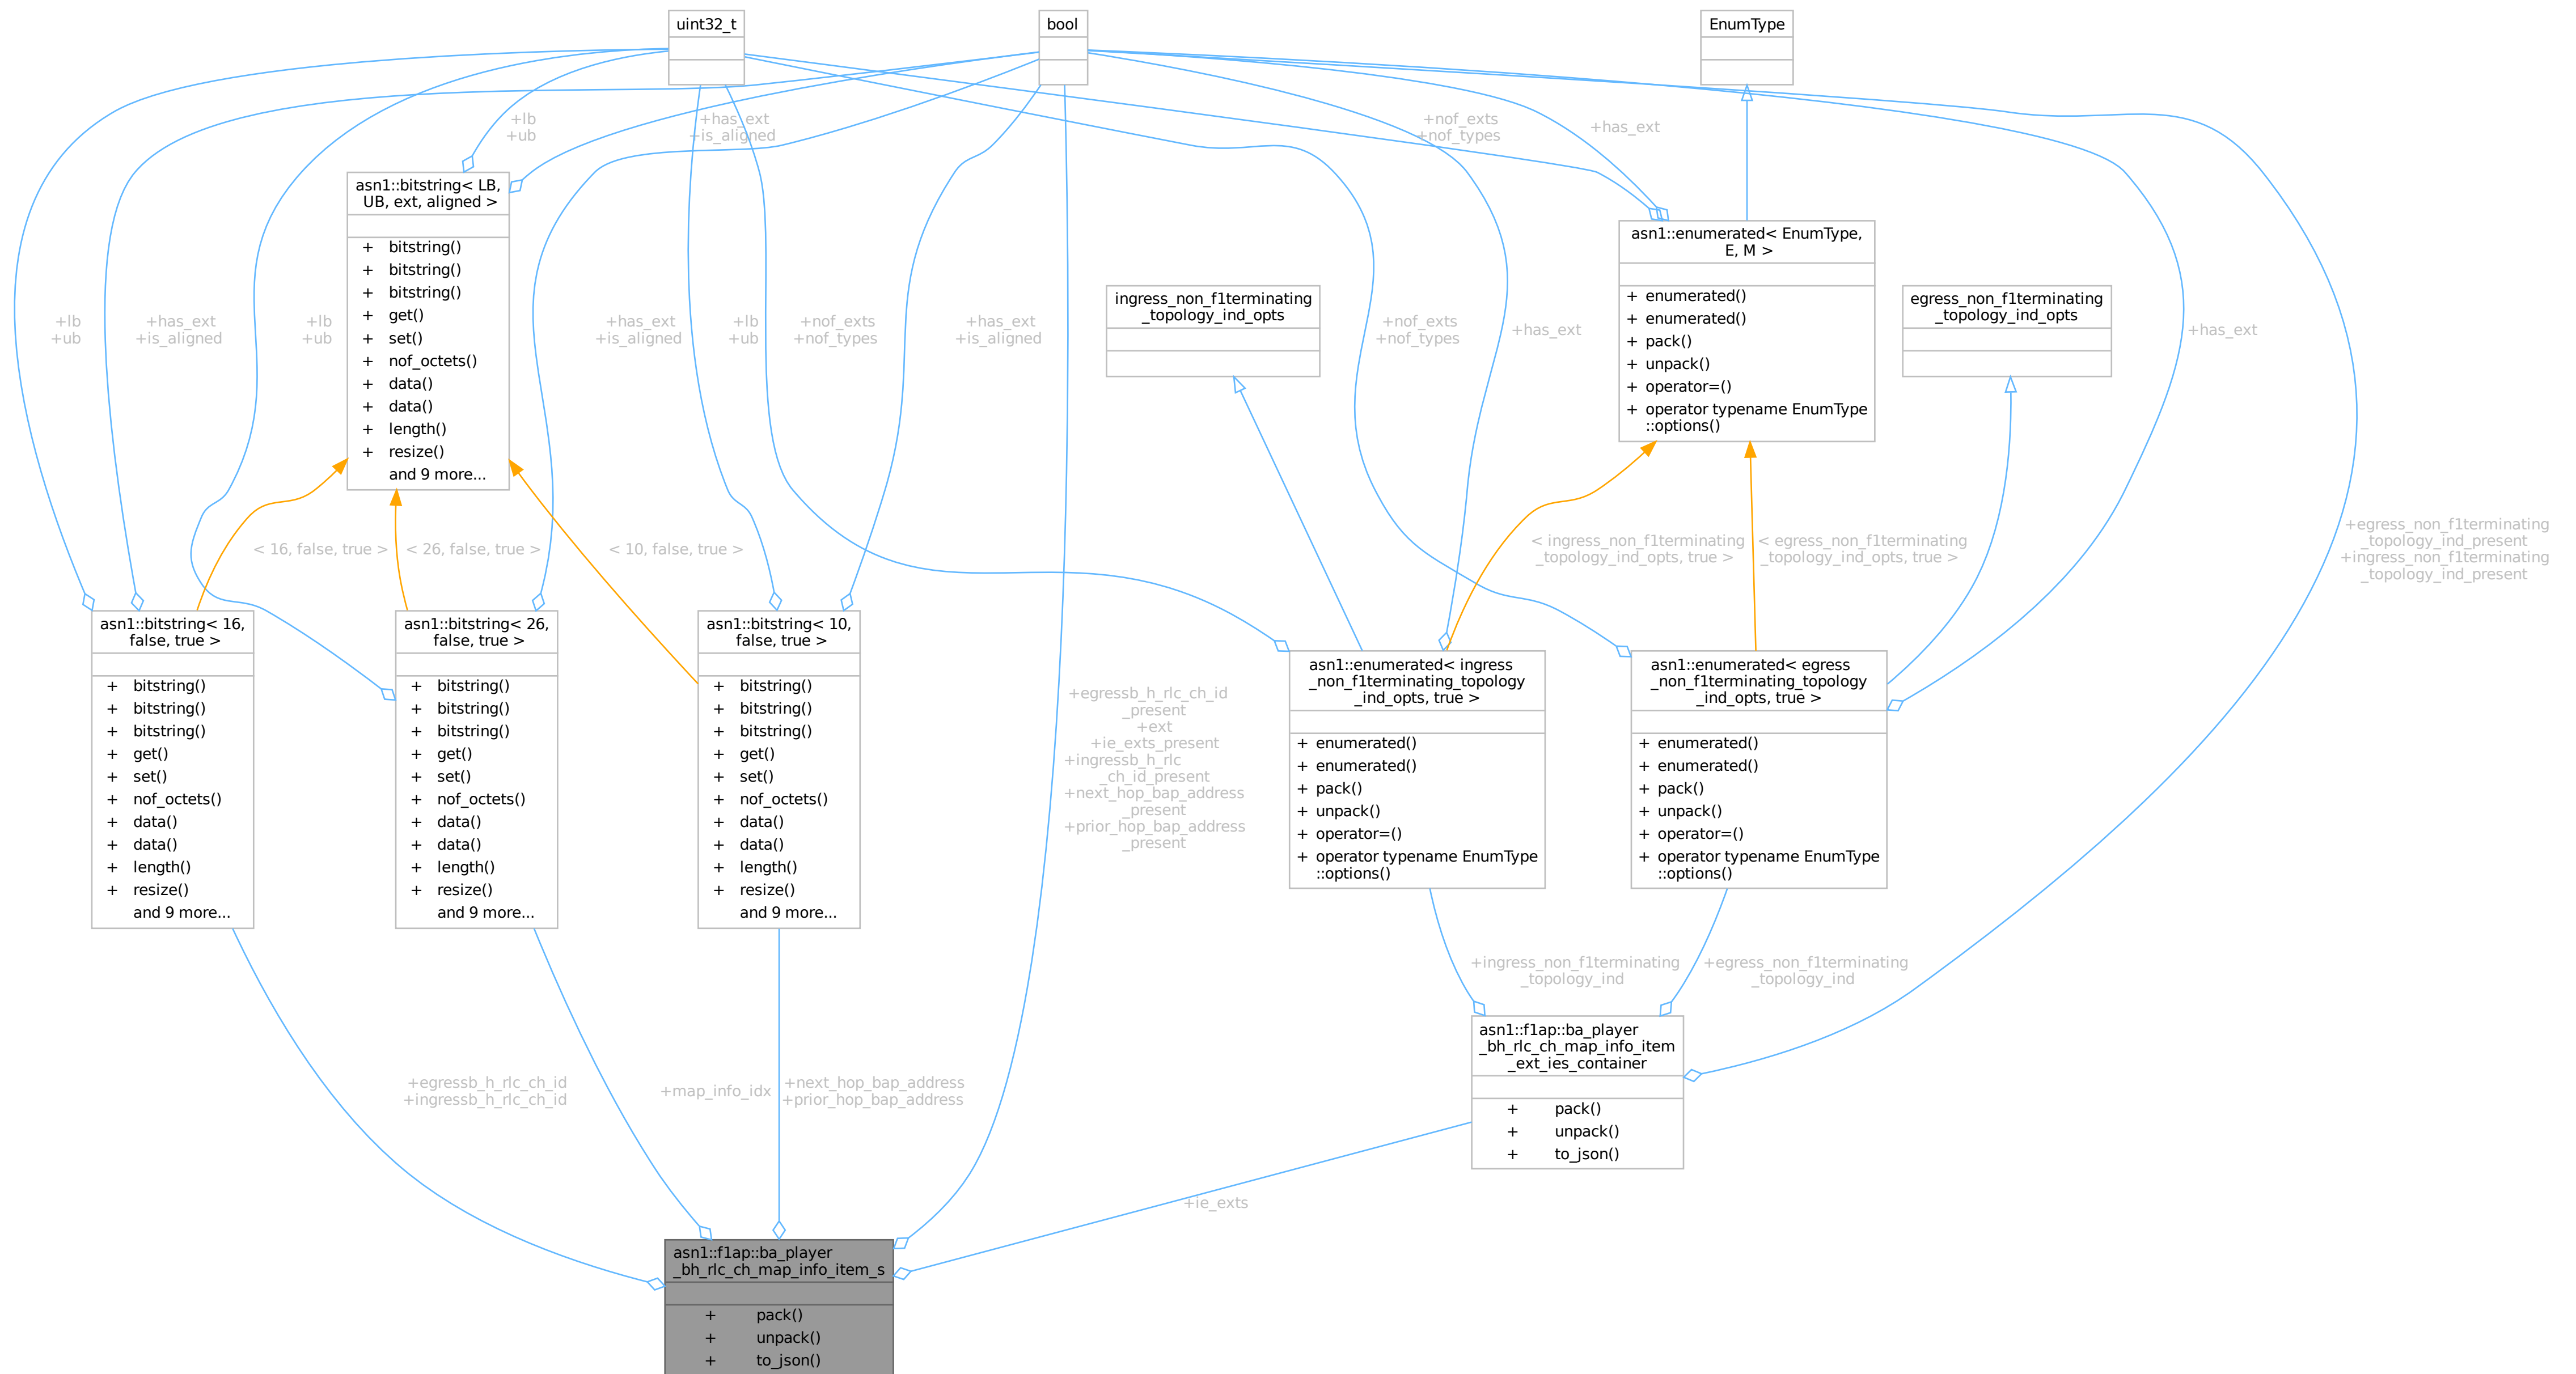 uint32_t
bool
EnumType
+lb
+ub
+has_ext
+is_aligned
+nof_exts
+nof_types
+has_ext
asn1::bitstring< LB,
UB, ext, aligned >
+ bitstring()
+ bitstring()
+ bitstring()
+ get()
+ set()
+ nof_octets()
+ data()
+ data()
+ length()
+ resize()
and 9 more...
asn1::enumerated< EnumType,
E, M >
+ enumerated()
+ enumerated()
+ pack()
+ unpack()
+ operator=()
+ operator typename EnumType
::options()
ingress_non_f1terminating
_topology_ind_opts
egress_non_f1terminating
_topology_ind_opts
+lb
+ub
+has_ext
+is_aligned
+lb
+ub
+has_ext
+is_aligned
+lb
+ub
+nof_exts
+nof_types
+has_ext
+is_aligned
+nof_exts
+nof_types
+has_ext
+has_ext
< 16, false, true >
< 26, false, true >
< 10, false, true >
< ingress_non_f1terminating
_topology_ind_opts, true >
< egress_non_f1terminating
_topology_ind_opts, true >
+egress_non_f1terminating
_topology_ind_present
+ingress_non_f1terminating
_topology_ind_present
asn1::bitstring< 16,
false, true >
+ bitstring()
+ bitstring()
+ bitstring()
+ get()
+ set()
+ nof_octets()
+ data()
+ data()
+ length()
+ resize()
and 9 more...
asn1::bitstring< 26,
false, true >
+ bitstring()
+ bitstring()
+ bitstring()
+ get()
+ set()
+ nof_octets()
+ data()
+ data()
+ length()
+ resize()
and 9 more...
asn1::bitstring< 10,
false, true >
+ bitstring()
+ bitstring()
+ bitstring()
+ get()
+ set()
+ nof_octets()
+ data()
+ data()
+ length()
+ resize()
and 9 more...
+egressb_h_rlc_ch_id
_present
+ext
+ie_exts_present
+ingressb_h_rlc
_ch_id_present
+next_hop_bap_address
_present
+prior_hop_bap_address
_present
asn1::enumerated< ingress
_non_f1terminating_topology
_ind_opts, true >
+ enumerated()
+ enumerated()
+ pack()
+ unpack()
+ operator=()
+ operator typename EnumType
::options()
asn1::enumerated< egress
_non_f1terminating_topology
_ind_opts, true >
+ enumerated()
+ enumerated()
+ pack()
+ unpack()
+ operator=()
+ operator typename EnumType
::options()
+ingress_non_f1terminating
_topology_ind
+egress_non_f1terminating
_topology_ind
asn1::f1ap::ba_player
_bh_rlc_ch_map_info_item
_ext_ies_container
+ pack()
+ unpack()
+ to_json()
+egressb_h_rlc_ch_id
+ingressb_h_rlc_ch_id
+map_info_idx
+next_hop_bap_address
+prior_hop_bap_address
+ie_exts
asn1::f1ap::ba_player
_bh_rlc_ch_map_info_item_s
+ pack()
+ unpack()
+ to_json()